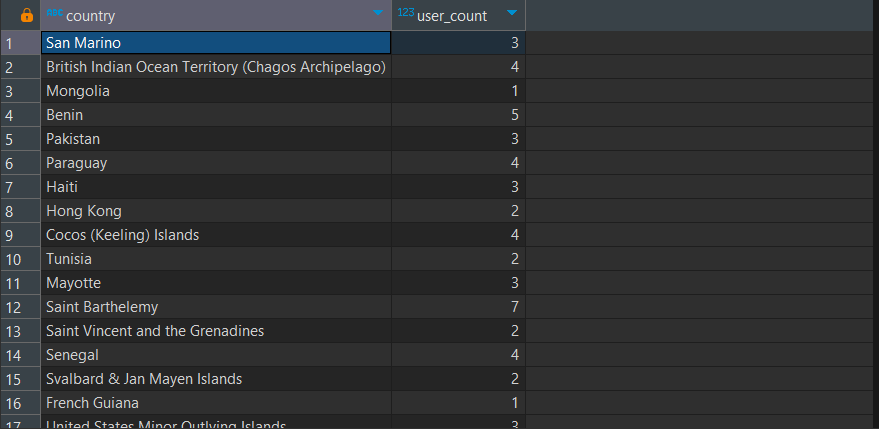 ABC country 123 user_count
1 San Marino 3
2 British Indian Ocean Territory (Chagos Archipelago) 4
3 Mongolia 1
4 Benin 5
5 Pakistan 3
6 Paraguay 4
7 Haiti 3
8 Hong Kong 2
9 Cocos (Keeling) Islands 4
10 Tunisia 2
11 Mayotte 3
12 Saint Barthelemy 7
13 Saint Vincent and the Grenadines 2
14 Senegal 4
15 Svalbard & Jan Mayen Islands 2
16 French Guiana 1
17 United States Minor Outlying Islands 3